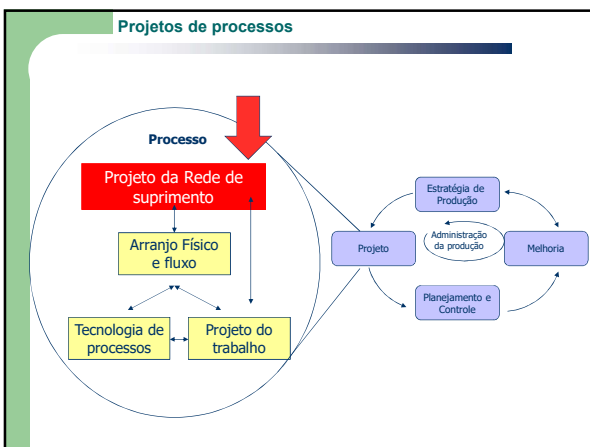 Projetos de processos
Processo
Projeto da Rede de
suprimento
Arranjo Físico
e fluxo
Tecnologia de
processos
Projeto do
trabalho
Estratégia de
Produção
Projeto
Administração
da produção
Melhoria
Planejamento e
Controle